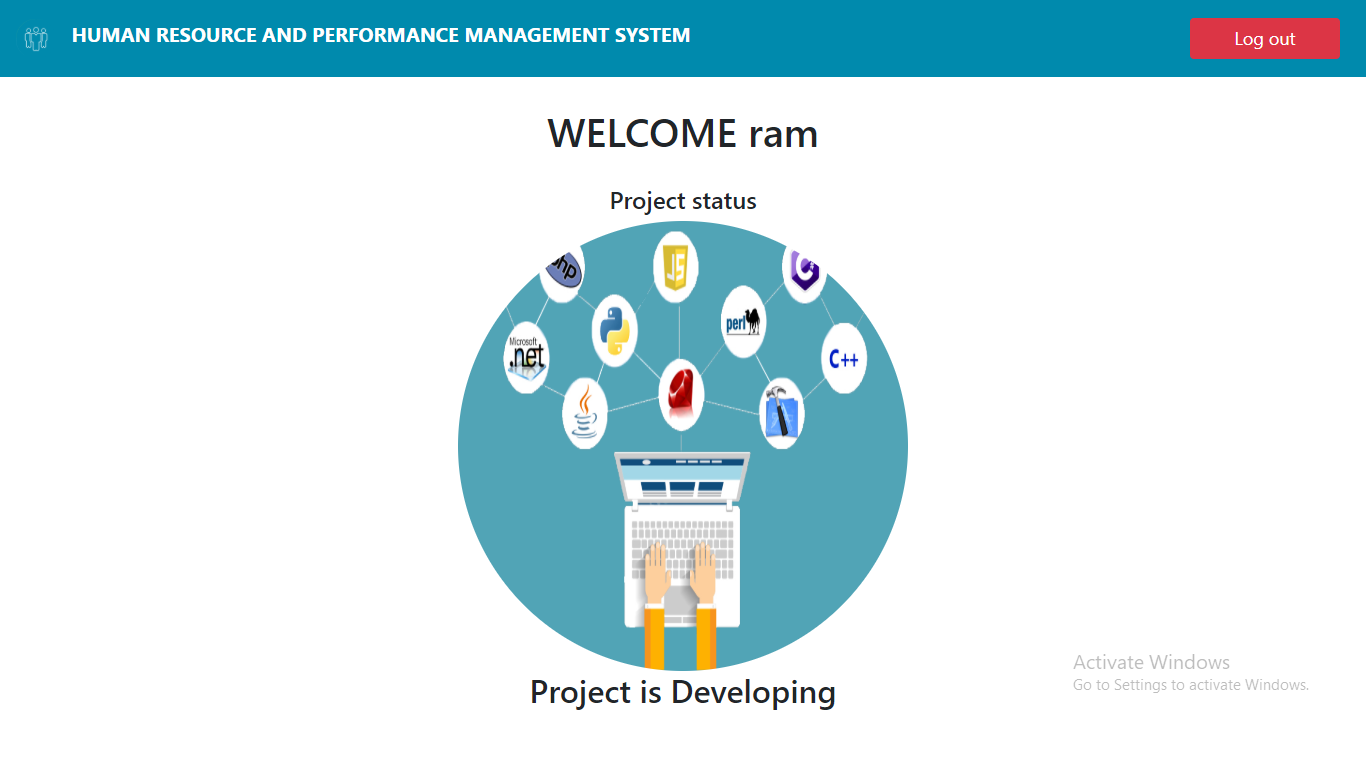 HUMAN RESOURCE AND PERFORMANCE MANAGEMENT SYSTEM
Log out
WELCOME ram
Project status
php
JS
C
perl
Microsoft
.net
C++
Activate Windows
Go to Settings to activate Windows.
Project is Developing